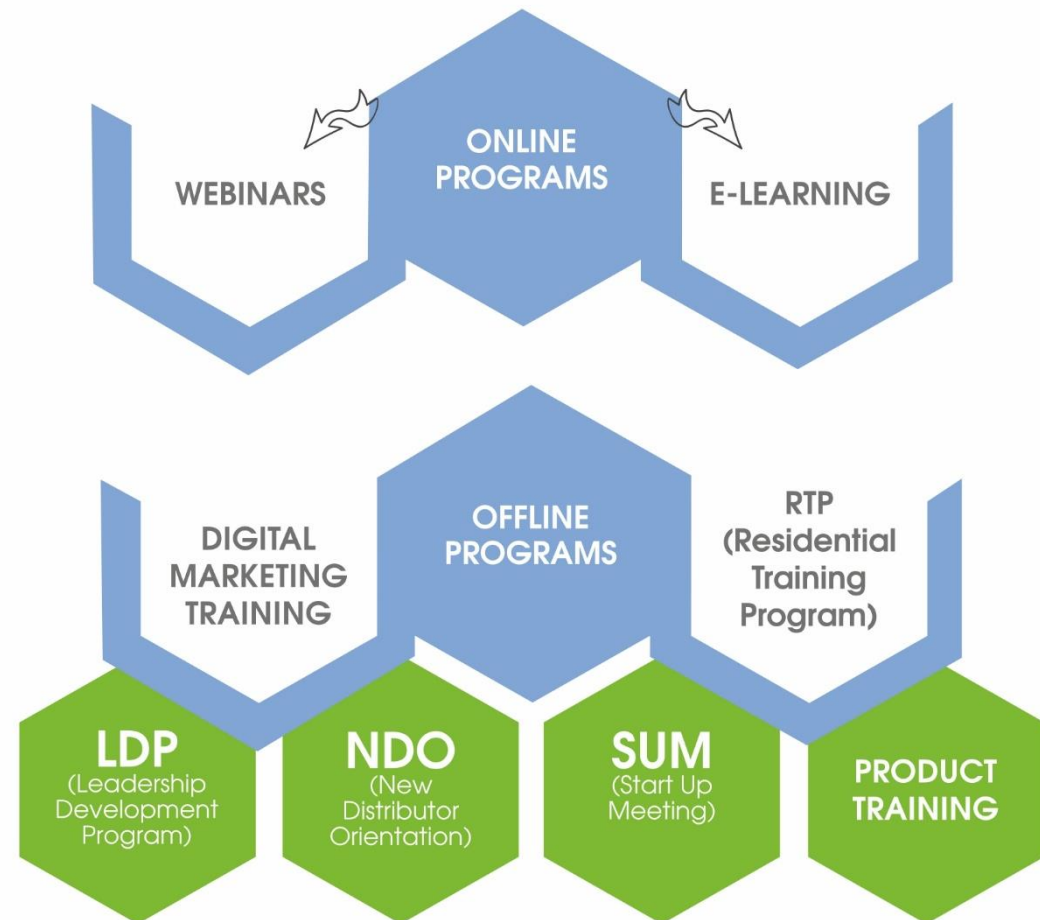 ONLINE
PROGRAMS
WEBINARS
E-LEARNING
OFFLINE
PROGRAMS
DIGITAL
MARKETING
TRAINING
RTP
(Residential
Training
Program)
LDP
(Leadership
Development
Program)
NDO
(New
Distributor
Orientation)
SUM
(Start Up
Meeting)
PRODUCT
TRAINING